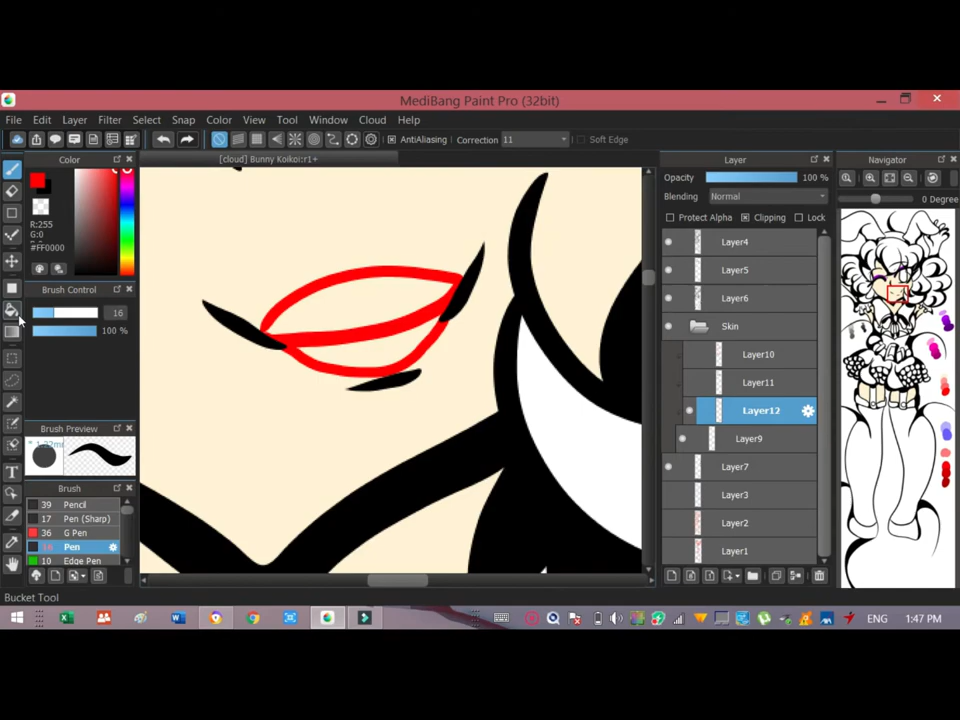 MediBang Paint Pro (32bit)
File Edit Layer Filter Select Snap Color View Tool Window Cloud Help
AntiAliasing Correction 11 Soft Edge
Color
[cloud] Bunny Koikoi::r1+
Layer
Navigator
Opacity 100 %
0 Degree
Blending Normal
R:255
G:0
#FF0000
Protect Alpha Clipping Lock
Layer4
Layer5
Brush Control
Layer6
16
Skin
100 %
Layer10
Layer11
Layer12
Brush Preview
Layer9
Layer7
Brush
Layer3
39 Pencil
17 Pen (Sharp)
Layer2
36 G Pen
Pen
Layer1
10 Edge Pen
Bucket Tool
ENG 1:47 PM